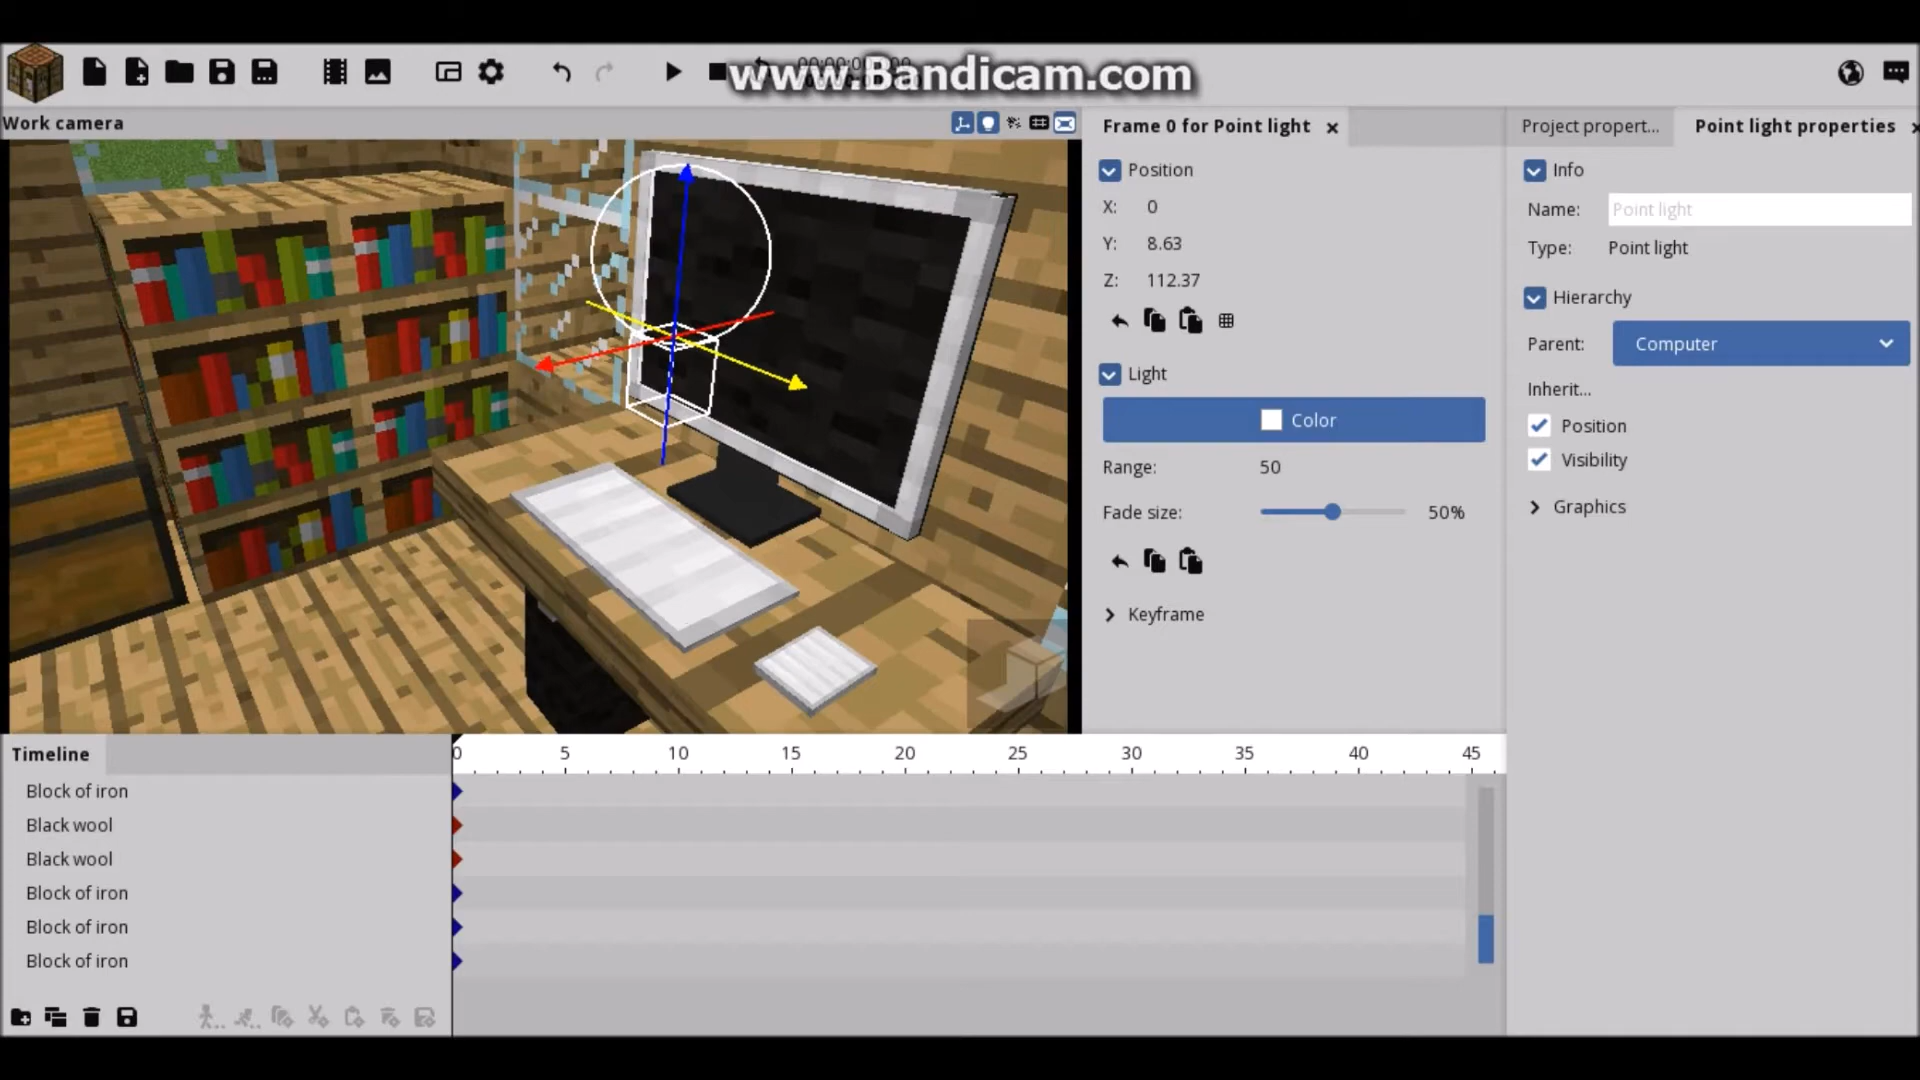 www.Bandicam.com
Work camera
Frame 0 for Point light
Project propert...
Point light properties
Position
X: 0
Y: 8.63
Z: 112.37
Light
Color
Range: 50
Fade size: 50%
Keyframe
Info
Name: Point light
Type: Point light
Hierarchy
Parent: Computer
Inherit...
Position
Visibility
Graphics
Timeline
0 5 10 15 20 25 30 35 40 45
Block of iron
Black wool
Black wool
Block of iron
Block of iron
Block of iron